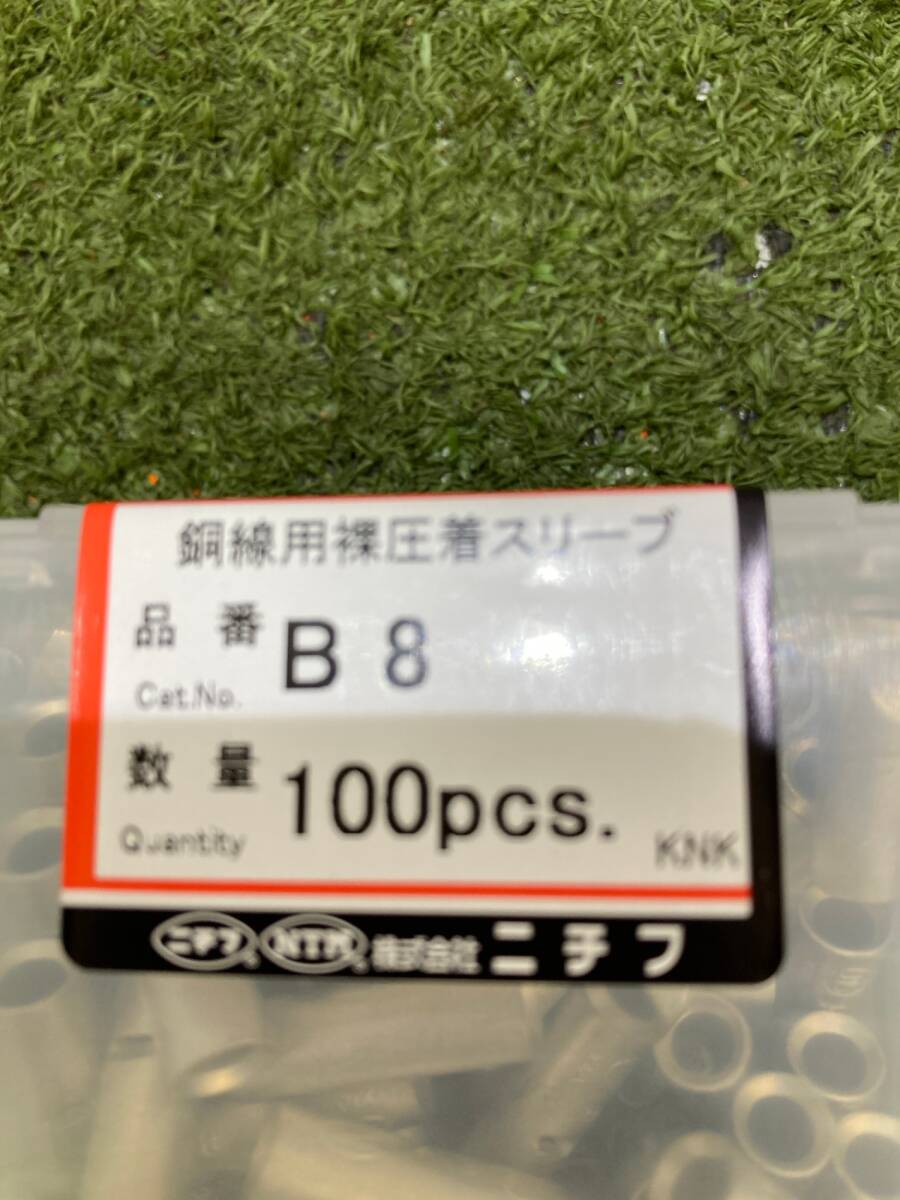 銅線用裸圧着スリーブ
品番 B 8
Cat.No.
数量 100pcs.
Quantity KNK
ニチフ NTM 株式会社 ニチフ